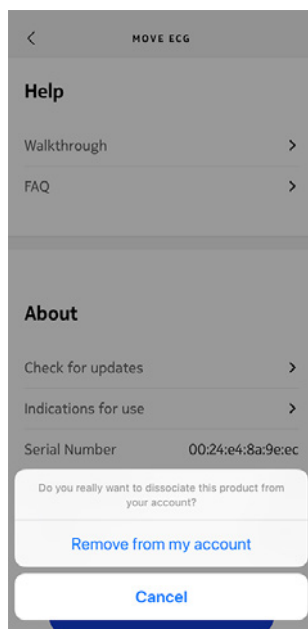 MOVE ECG
Help
Walkthrough
FAQ
About
Check for updates
Indications for use
Serial Number 00:24:e4:8a:9e:ec
Do you really want to dissociate this product from
your account?
Remove from my account
Cancel